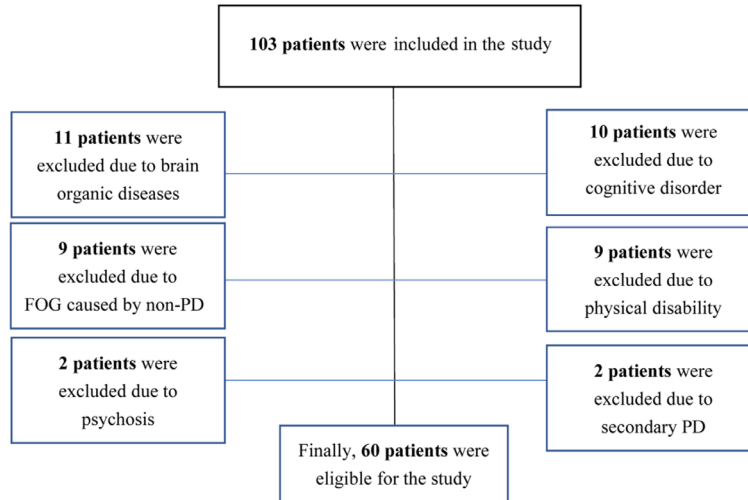 103 patients were included in the study
11 patients were
excluded due to brain
organic diseases
10 patients were
excluded due to
cognitive disorder
9 patients were
excluded due to
FOG caused by non-PD
9 patients were
excluded due to
physical disability
2 patients were
excluded due to
psychosis
2 patients were
excluded due to
secondary PD
Finally, 60 patients were
eligible for the study